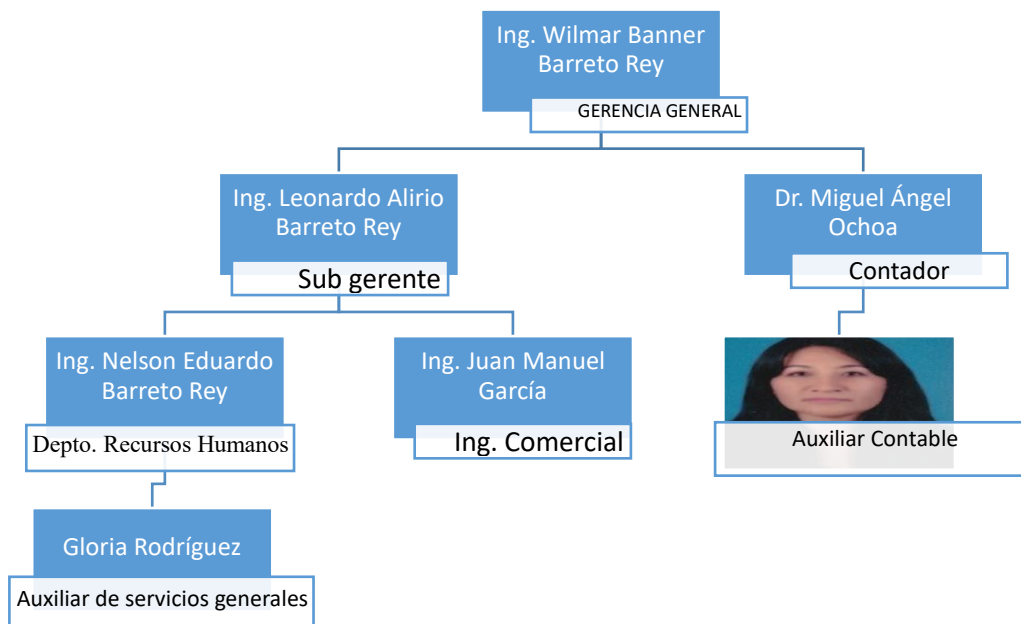 Ing. Wilmar Banner
Barreto Rey
GERENCIA GENERAL
Ing. Leonardo Alirio
Barreto Rey
Sub gerente
Dr. Miguel Ángel
Ochoa
Contador
Ing. Nelson Eduardo
Barreto Rey
Depto. Recursos Humanos
Ing. Juan Manuel
García
Ing. Comercial
Auxiliar Contable
Gloria Rodríguez
Auxiliar de servicios generales